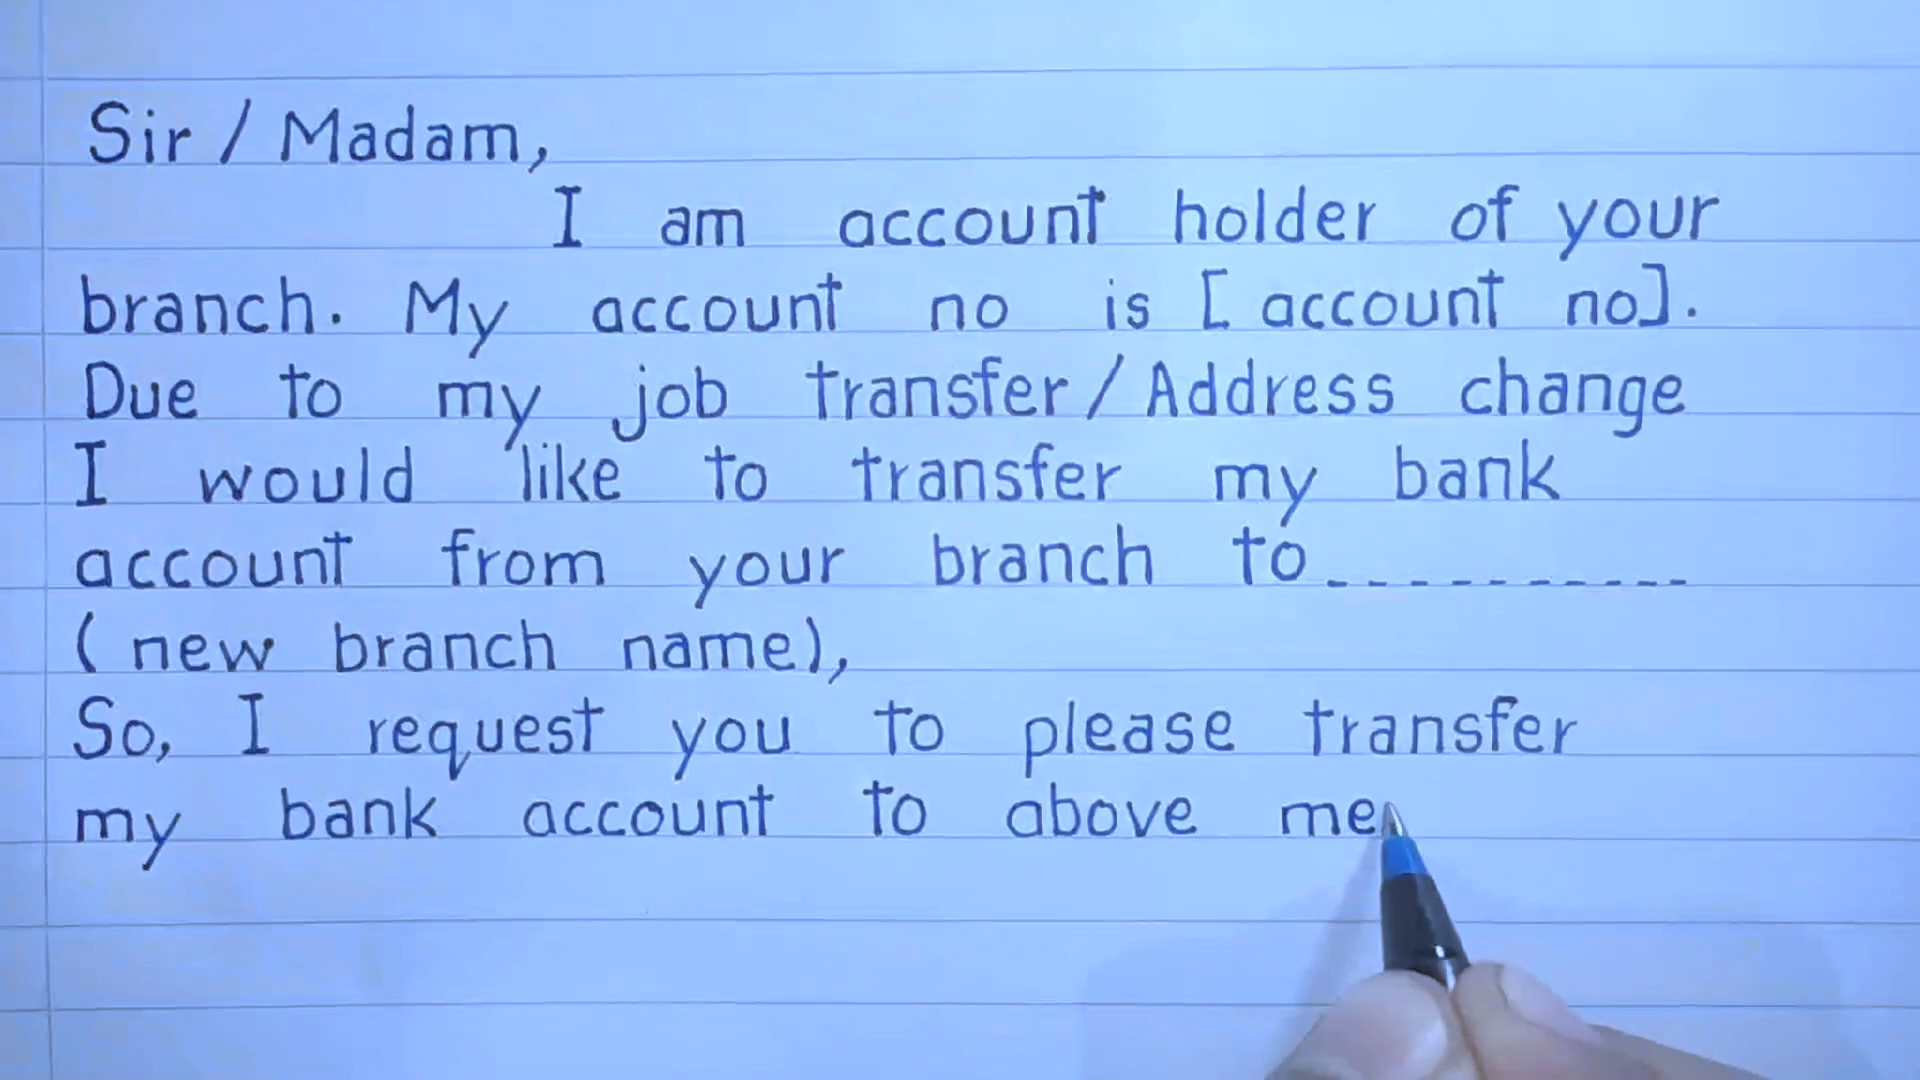 Sir / Madam,
I am account holder of your
branch. My account no is [account no].
Due to my job transfer/Address change
I would like to transfer my bank
account from your branch to----------
(new branch name),
So, I request you to please transfer
my bank account to above me